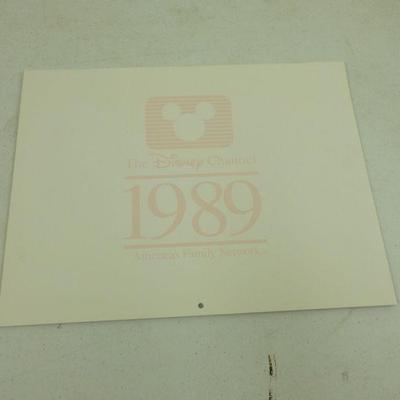 The Disney Channel
1989
America's Family Network